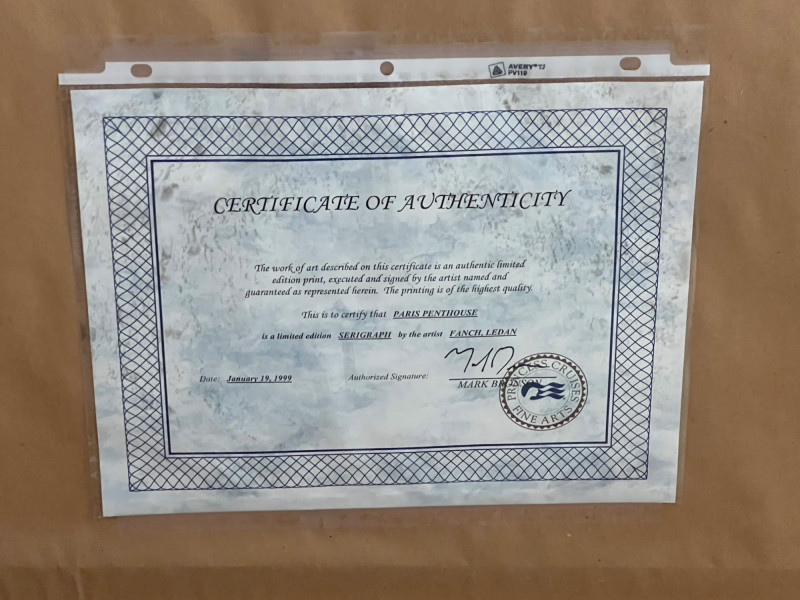 AVERY® TJ
PV119
CERTIFICATE OF AUTHENTICITY
The work of art described on this certificate is an authentic limited
edition print, executed and signed by the artist named and
guaranteed as represented herein. The printing is of the highest quality.
This is to certify that PARIS PENTHOUSE
is a limited edition SERIGRAPH by the artist FANCH, LEDAN
Date: January 19, 1999 Authorized Signature:
MARK
PRINCESS CRUISES
FINE ARTS